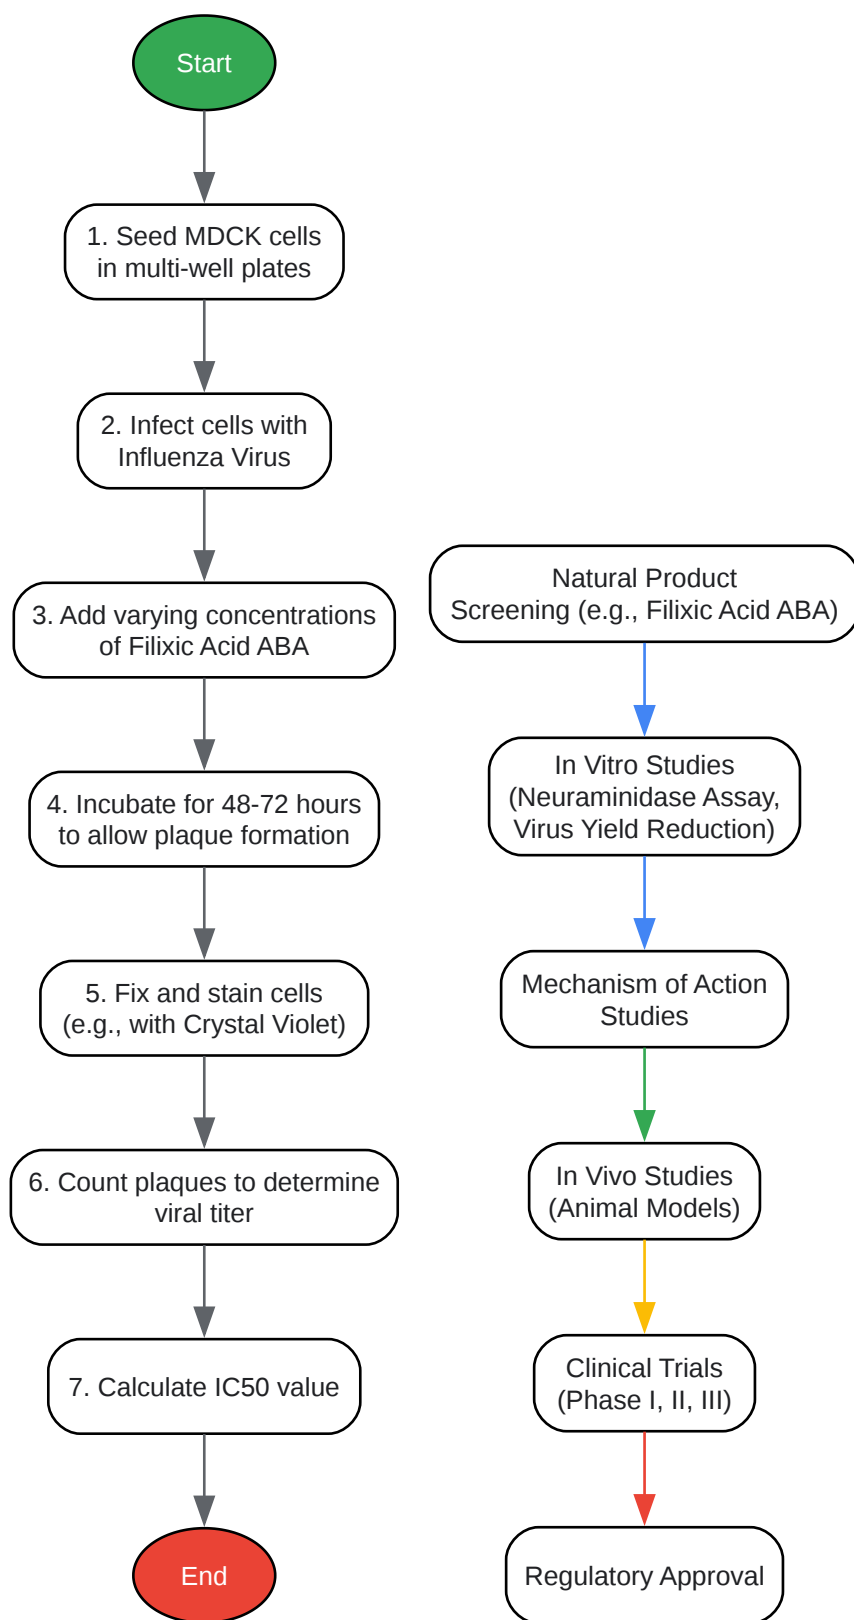 Start
1. Seed MDCK cells
in multi-well plates
2. Infect cells with
Influenza Virus
3. Add varying concentrations
of Filixic Acid ABA
4. Incubate for 48-72 hours
to allow plaque formation
5. Fix and stain cells
(e.g., with Crystal Violet)
6. Count plaques to determine
viral titer
7. Calculate IC50 value
End
Natural Product
Screening (e.g., Filixic Acid ABA)
In Vitro Studies
(Neuraminidase Assay,
Virus Yield Reduction)
Mechanism of Action
Studies
In Vivo Studies
(Animal Models)
Clinical Trials
(Phase I, II, III)
Regulatory Approval